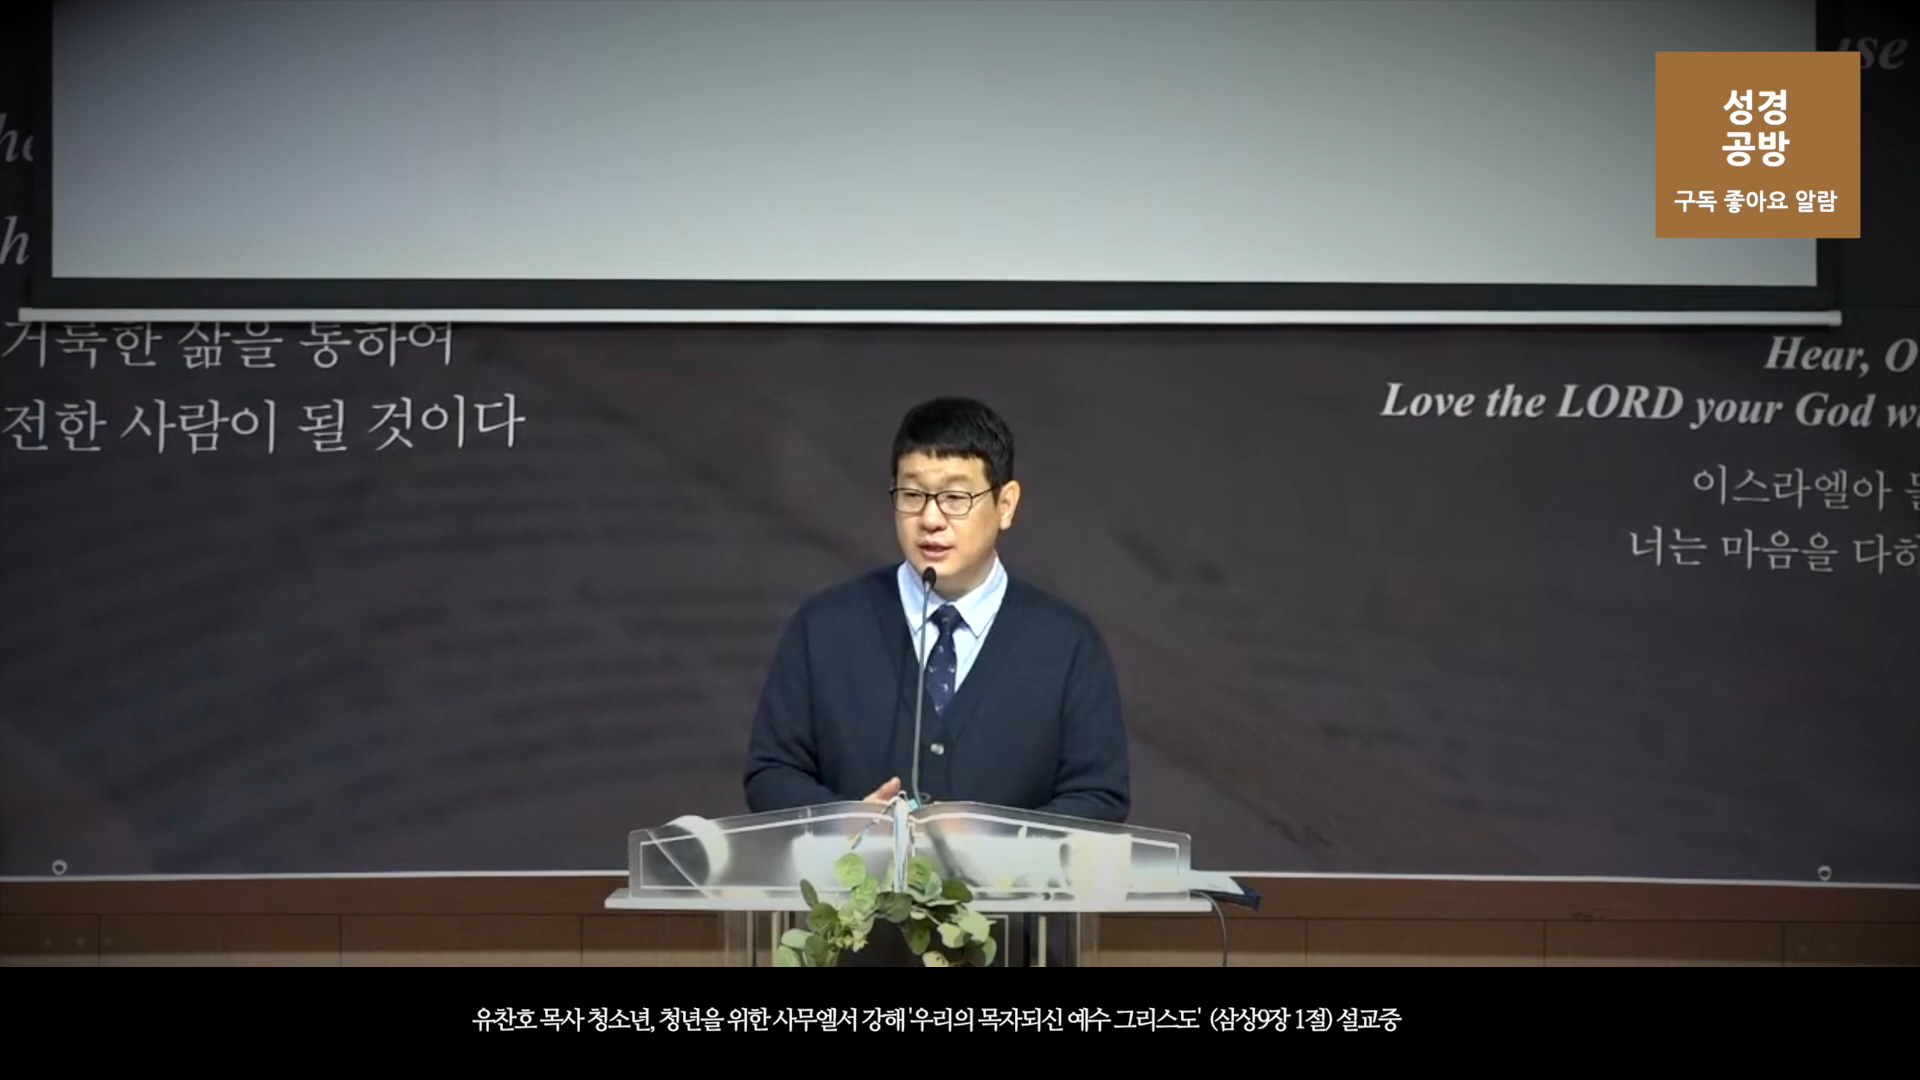 성경
공방
구독 좋아요 알람
거룩한 삶을 통하여
전한 사람이 될 것이다
Hear, O
Love the LORD your God
이스라엘아
너는 마음을
유찬호 목사 청소년, 청년을 위한 사무엘서 강해 '우리의 목자되신 예수 그리스도' (삼상9장 1절) 설교중